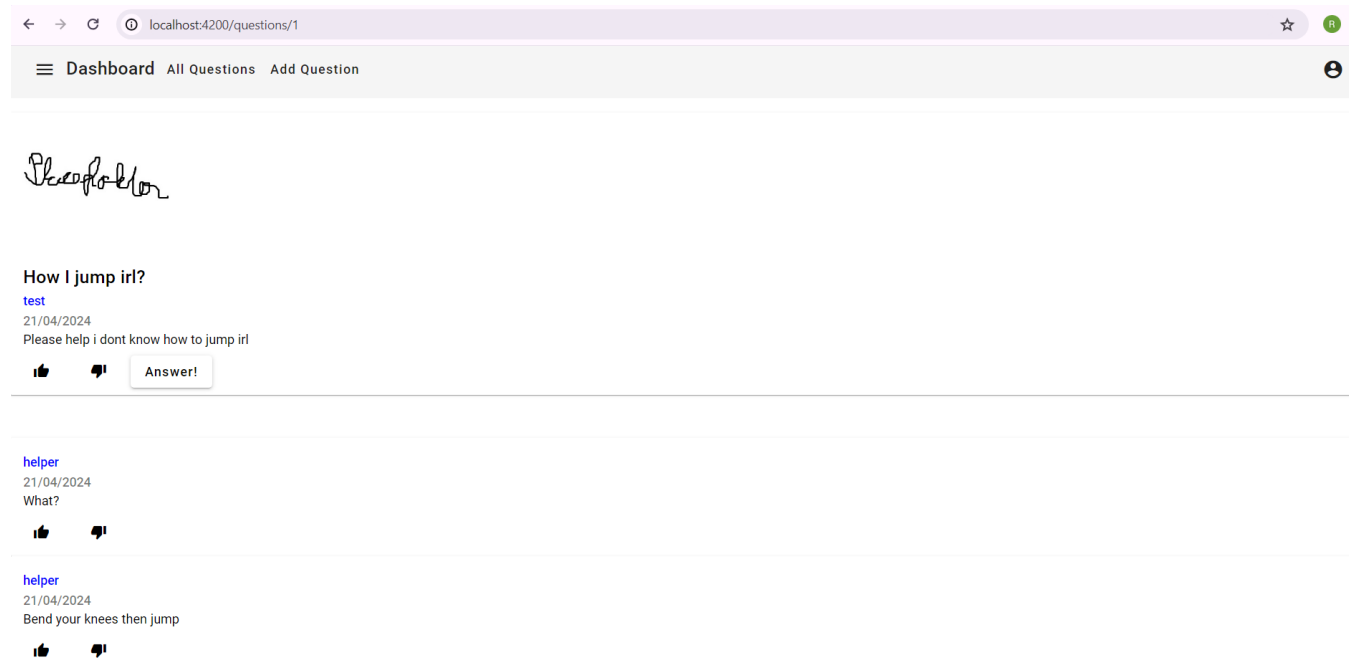 localhost:4200/questions/1
R
Dashboard All Questions Add Question
How I jump irl?
test
21/04/2024
Please help i dont know how to jump irl
Answer!
helper
21/04/2024
What?
helper
21/04/2024
Bend your knees then jump